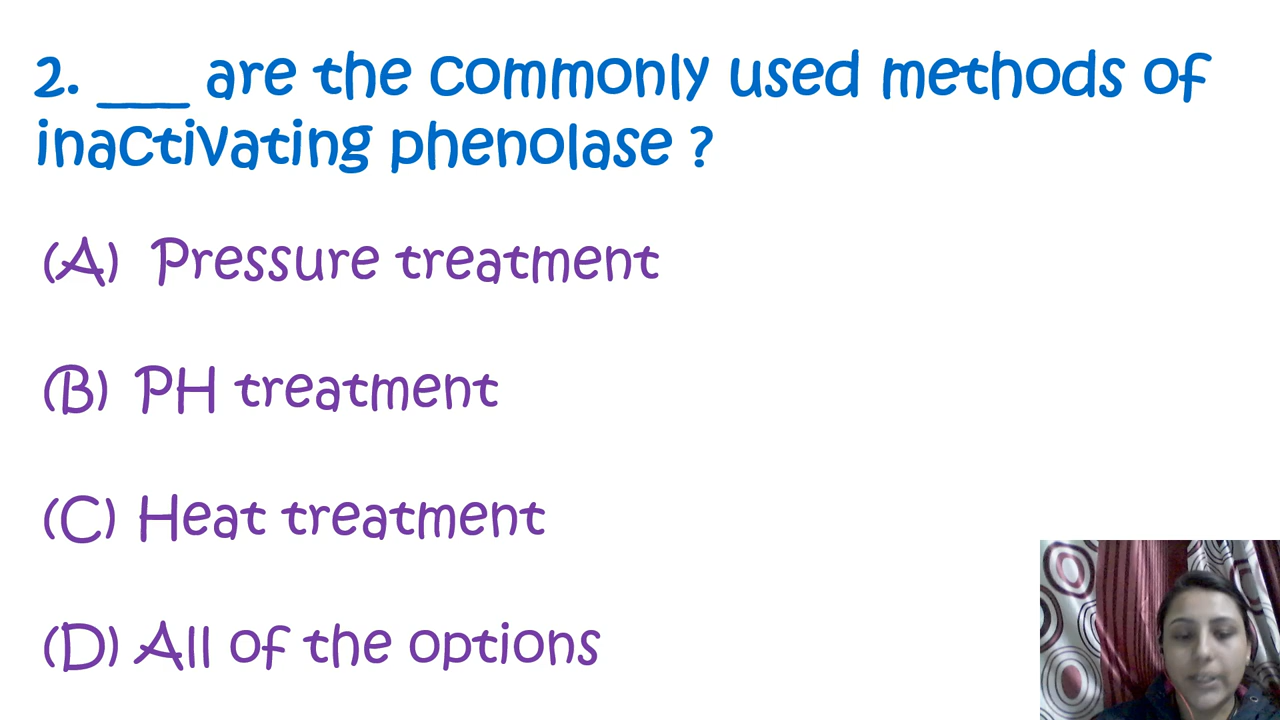 2. ___ are the commonly used methods of
inactivating phenolase ?
(A) Pressure treatment
(B) PH treatment
(C) Heat treatment
(D) All of the options